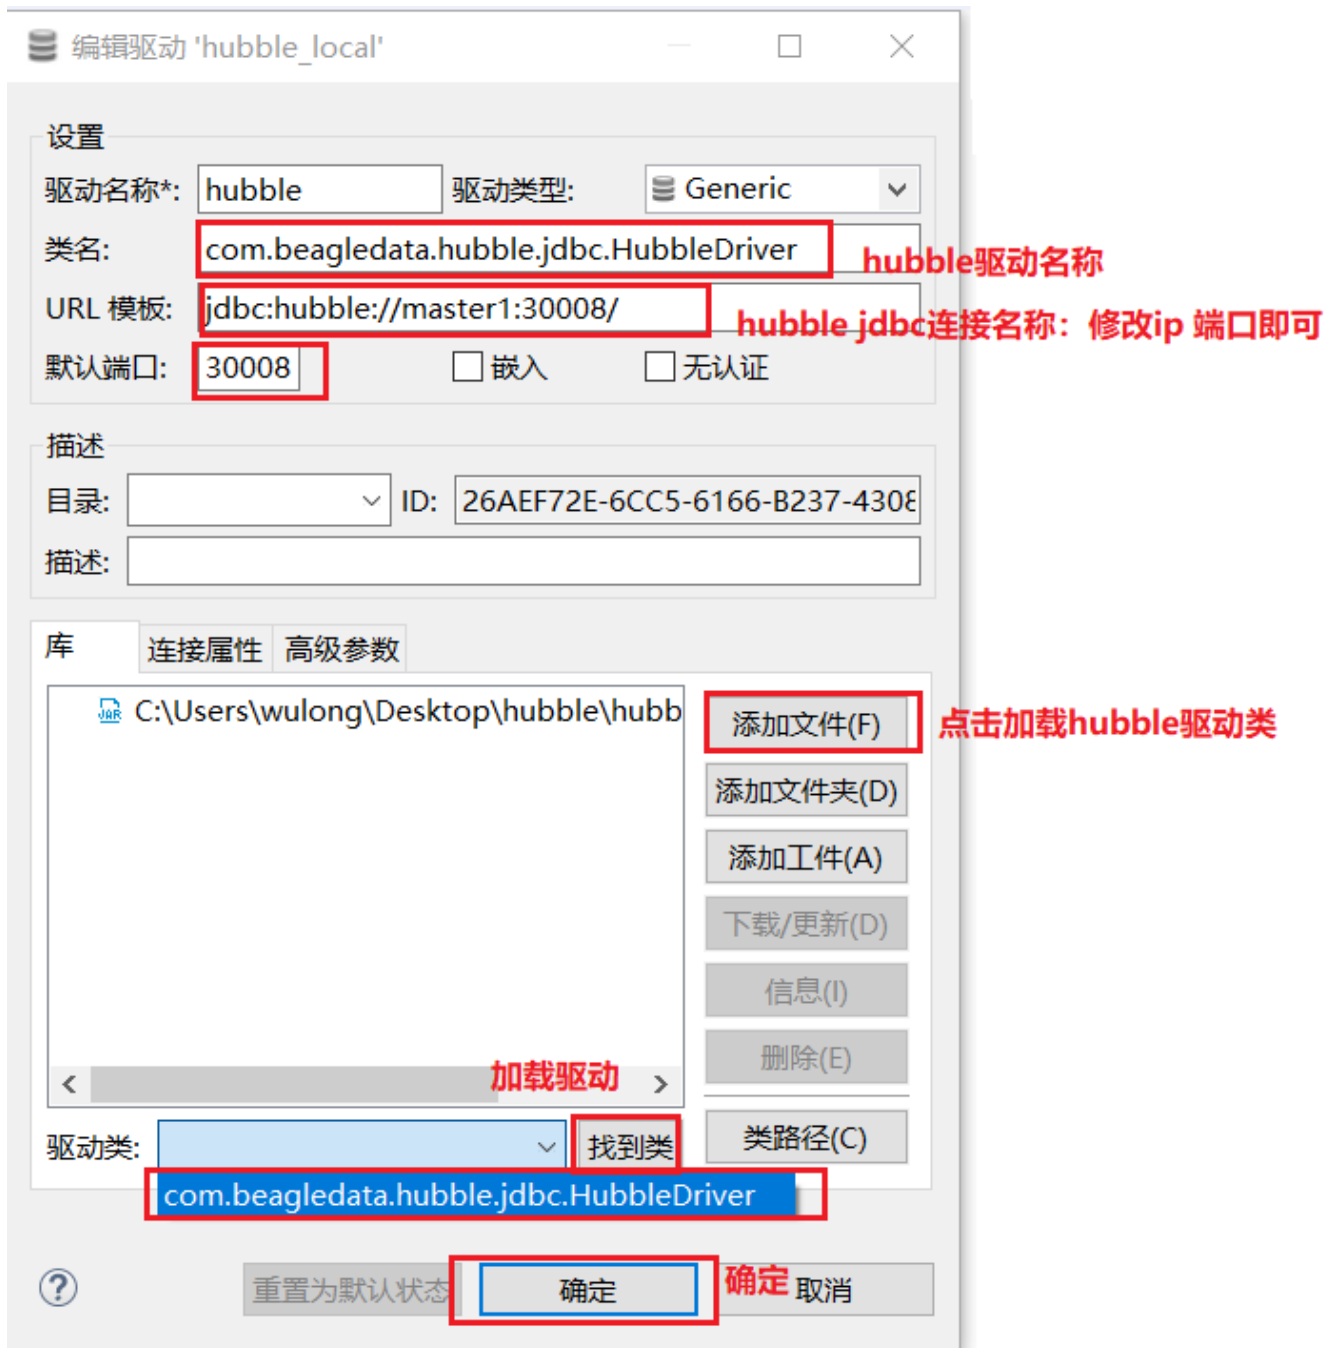 编辑驱动 'hubble_local'
设置
驱动名称*: hubble 驱动类型: Generic
类名: com.beagledata.hubble.jdbc.HubbleDriver hubble驱动名称
URL 模板: jdbc:hubble://master1:30008/ hubble jdbc连接名称：修改ip 端口即可
默认端口: 30008 嵌入 无认证
描述
目录: ID: 26AEF72E-6CC5-6166-B237-4308
描述:
库 连接属性 高级参数
JAR C:\Users\wulong\Desktop\hubble\hubb 添加文件(F) 点击加载hubble驱动类
添加文件夹(D)
添加工件(A)
下载/更新(D)
信息(I)
删除(E)
加载驱动
驱动类: 找到类 类路径(C)
com.beagledata.hubble.jdbc.HubbleDriver
? 重置为默认状态 确定 确定 取消